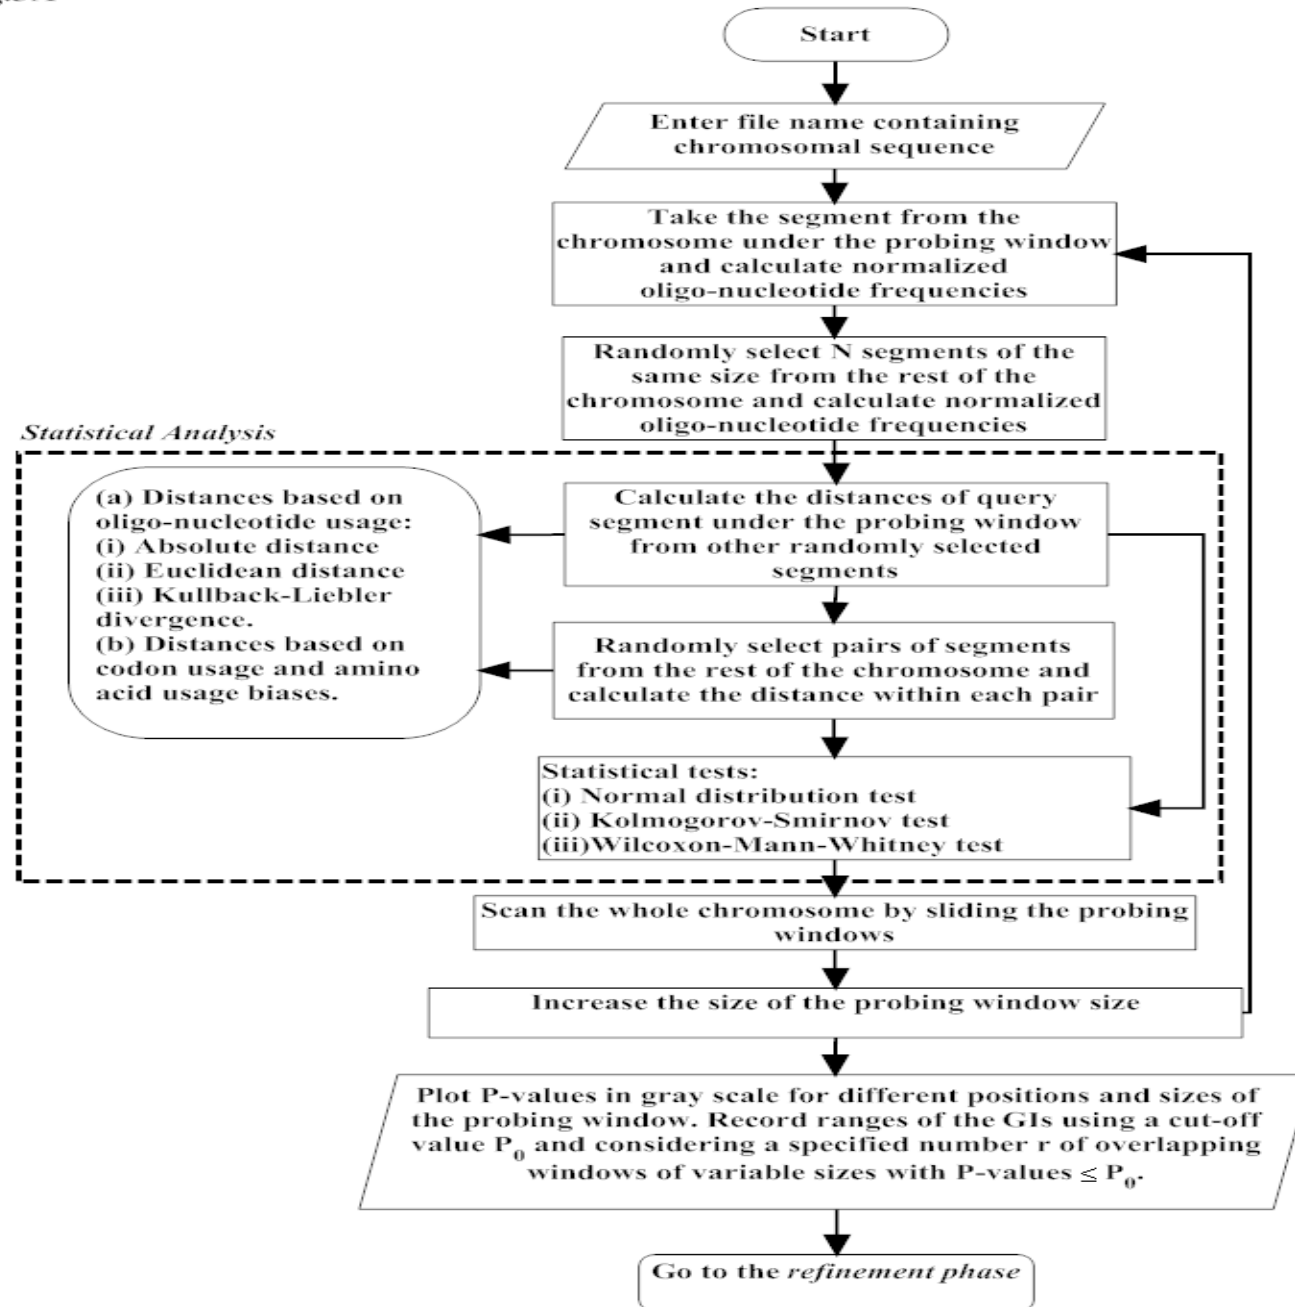 Start
Enter file name containing
chromosomal sequence
Take the segment from the
chromosome under the probing window
and calculate normalized
oligo-nucleotide frequencies
Randomly select N segments of the
same size from the rest of the
chromosome and calculate normalized
oligo-nucleotide frequencies
Statistical Analysis
(a) Distances based on
oligo-nucleotide usage:
(i) Absolute distance
(ii) Euclidean distance
(iii) Kullback-Liebler
divergence.
(b) Distances based on
codon usage and amino
acid usage biases.
Calculate the distances of query
segment under the probing window
from other randomly selected
segments
Randomly select pairs of segments
from the rest of the chromosome and
calculate the distance within each pair
Statistical tests:
(i) Normal distribution test
(ii) Kolmogorov-Smirnov test
(iii)Wilcoxon-Mann-Whitney test
Scan the whole chromosome by sliding the probing
windows
Increase the size of the probing window size
Plot P-values in gray scale for different positions and sizes of
the probing window. Record ranges of the GIs using a cut-off
value P₀ and considering a specified number r of overlapping
windows of variable sizes with P-values ≤ P₀.
Go to the refinement phase